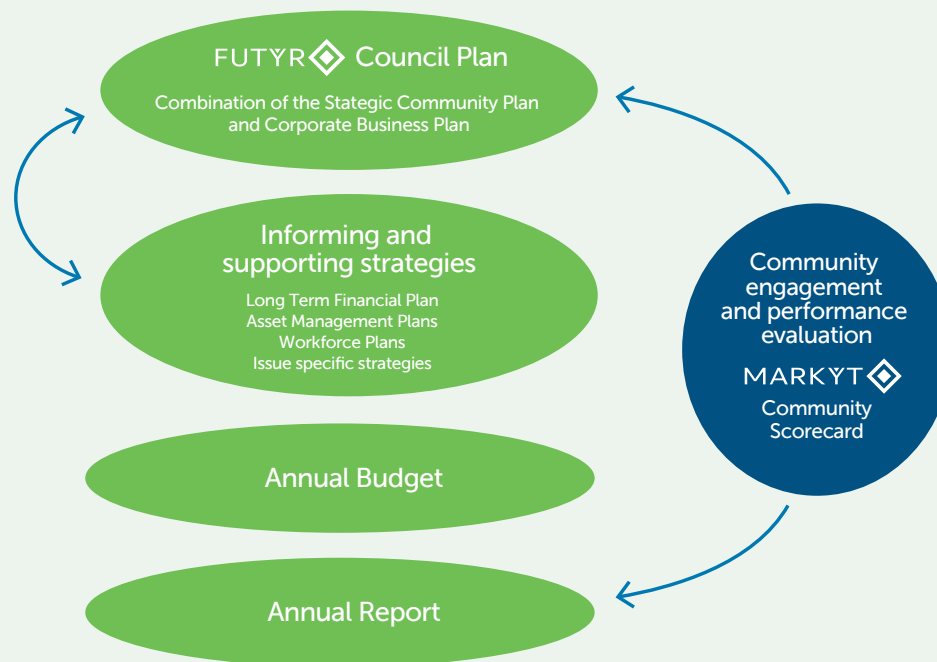 FUTYR Council Plan
Combination of the Stategic Community Plan
and Corporate Business Plan
Informing and
supporting strategies
Long Term Financial Plan
Asset Management Plans
Workforce Plans
Issue specific strategies
Annual Budget
Annual Report
Community
engagement
and performance
evaluation
MARKYT
Community
Scorecard